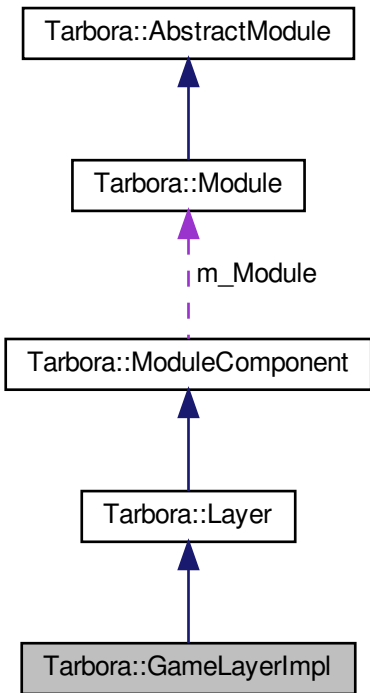 Tarbora::AbstractModule
Tarbora::Module
m_Module
Tarbora::ModuleComponent
Tarbora::Layer
Tarbora::GameLayerImpl